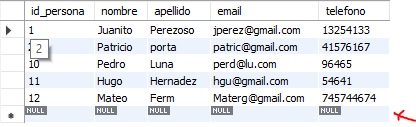 id_persona nombre apellido email telefono
1 Juanito Perezoso jperez@gmail.com 13254133
2 Patricio porta patric@gmail.com 41576167
10 Pedro Luna perd@lu.com 96465
11 Hugo Hernadez hgu@gmail.com 54641
12 Mateo Ferm Materg@gmail.com 745744674
NULL NULL NULL NULL NULL